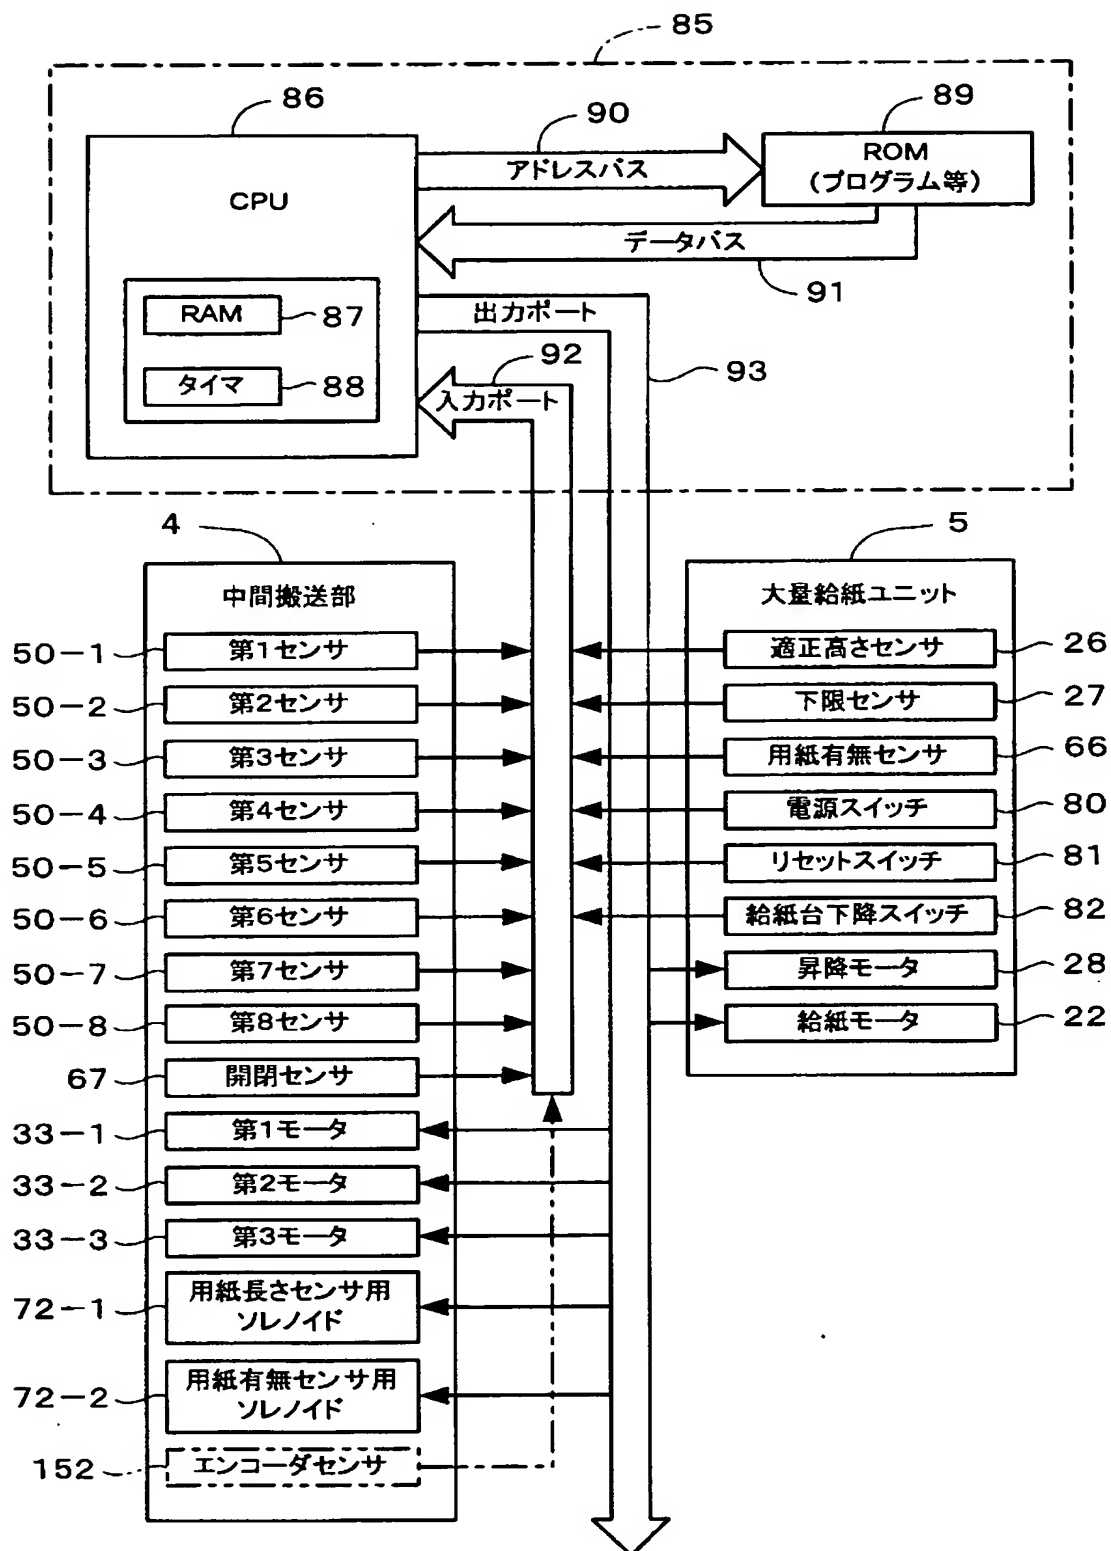 85
86
90
89
CPU
アドレスバス
ROM
(プログラム等)
データバス
91
RAM
87
出力ポート
92
93
タイマ
88
入力ポート
4
5
中間搬送部
大量給紙ユニット
50-1
第1センサ
適正高さセンサ
26
50-2
第2センサ
下限センサ
27
50-3
第3センサ
用紙有無センサ
66
50-4
第4センサ
電源スイッチ
80
50-5
第5センサ
リセットスイッチ
81
50-6
第6センサ
給紙台下降スイッチ
82
50-7
第7センサ
昇降モータ
28
50-8
第8センサ
給紙モータ
22
67
開閉センサ
33-1
第1モータ
33-2
第2モータ
33-3
第3モータ
72-1
用紙長さセンサ用
ソレノイド
72-2
用紙有無センサ用
ソレノイド
152
エンコーダセンサ